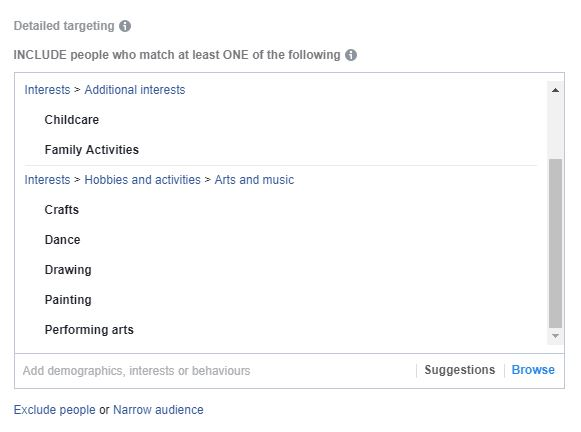 Detailed targeting
INCLUDE people who match at least ONE of the following
Interests > Additional interests
Childcare
Family Activities
Interests > Hobbies and activities > Arts and music
Crafts
Dance
Drawing
Painting
Performing arts
Add demographics, interests or behaviours Suggestions Browse
Exclude people or Narrow audience